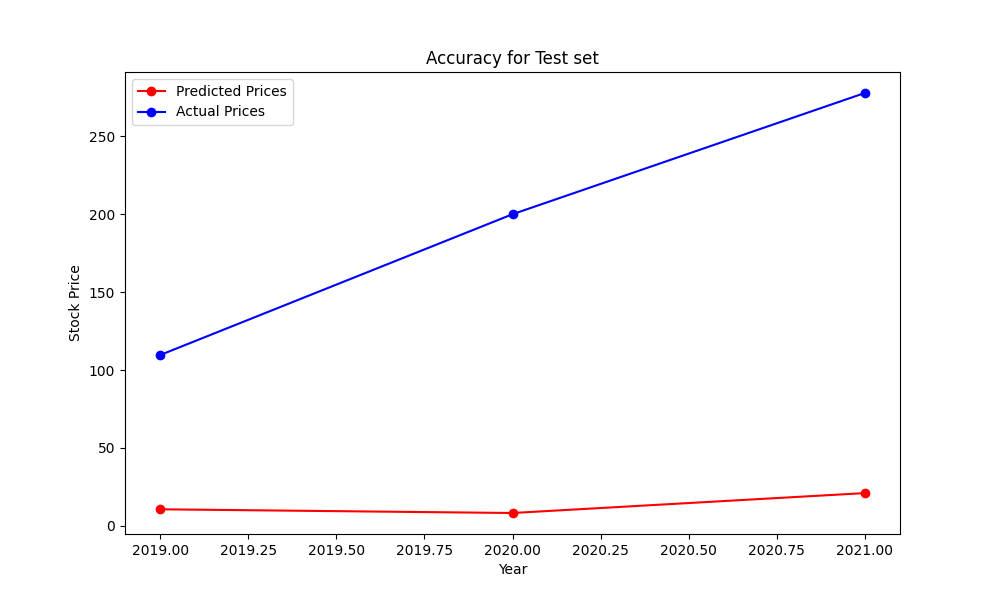 Accuracy for Test set
Predicted Prices
Actual Prices
Stock Price
250
200
150
100
50
0
2019.00 2019.25 2019.50 2019.75 2020.00 2020.25 2020.50 2020.75 2021.00
Year